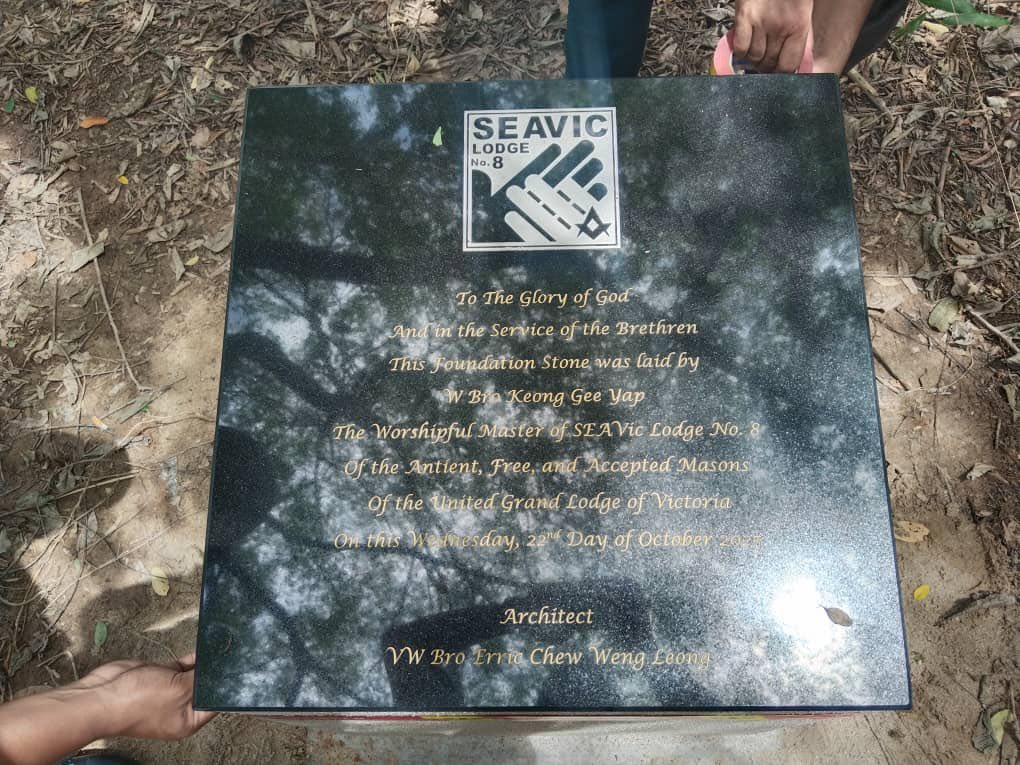 SEAVIC
LODGE
No. 8
To The Glory of God
And in the Service of the Brethren
This Foundation Stone was laid by
W Bro Keong Gee Yap
The Worshipful Master of SEAVic Lodge No. 8
Of the Antient, Free, and Accepted Masons
Of the United Grand Lodge of Victoria
On this Wednesday, 22nd Day of October 2025
Architect
VW Bro Erric Chew Weng Leong